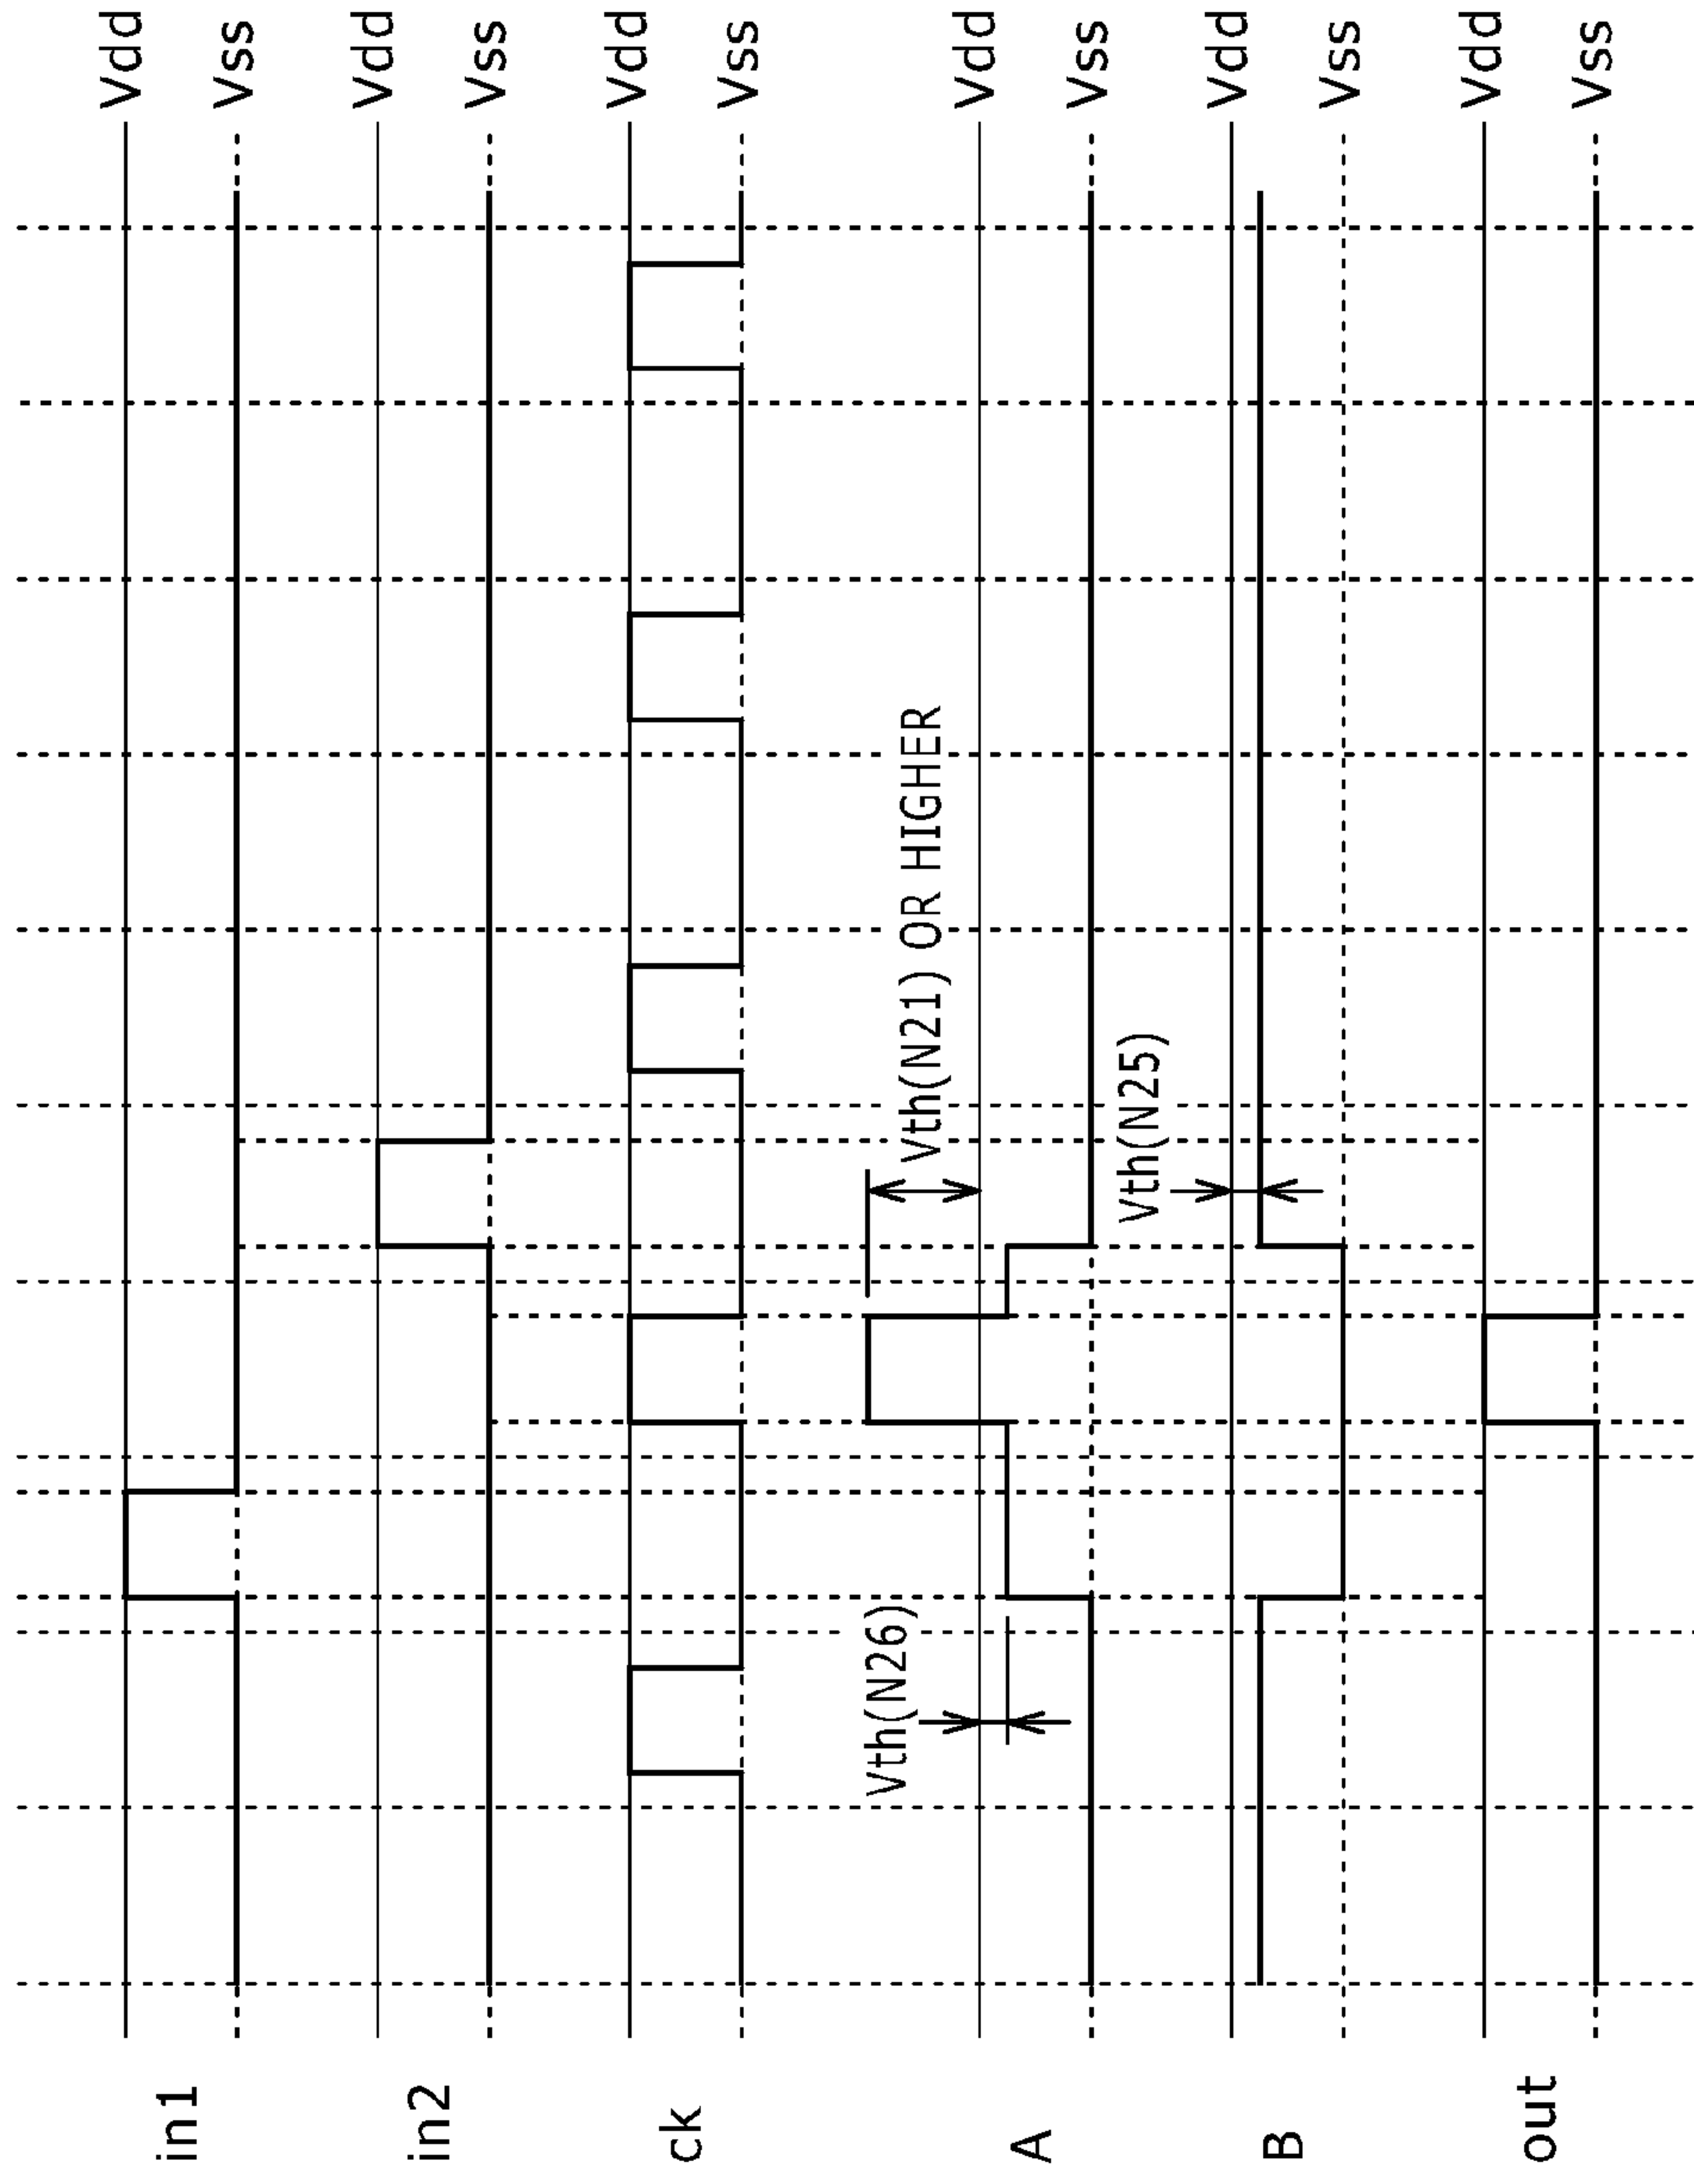 in1
Vdd
Vss
in2
Vdd
Vss
ck
Vdd
Vss
Vth(N26)
Vth(N21) OR HIGHER
A
Vdd
Vss
Vth(N25)
B
Vdd
Vss
out
Vdd
Vss